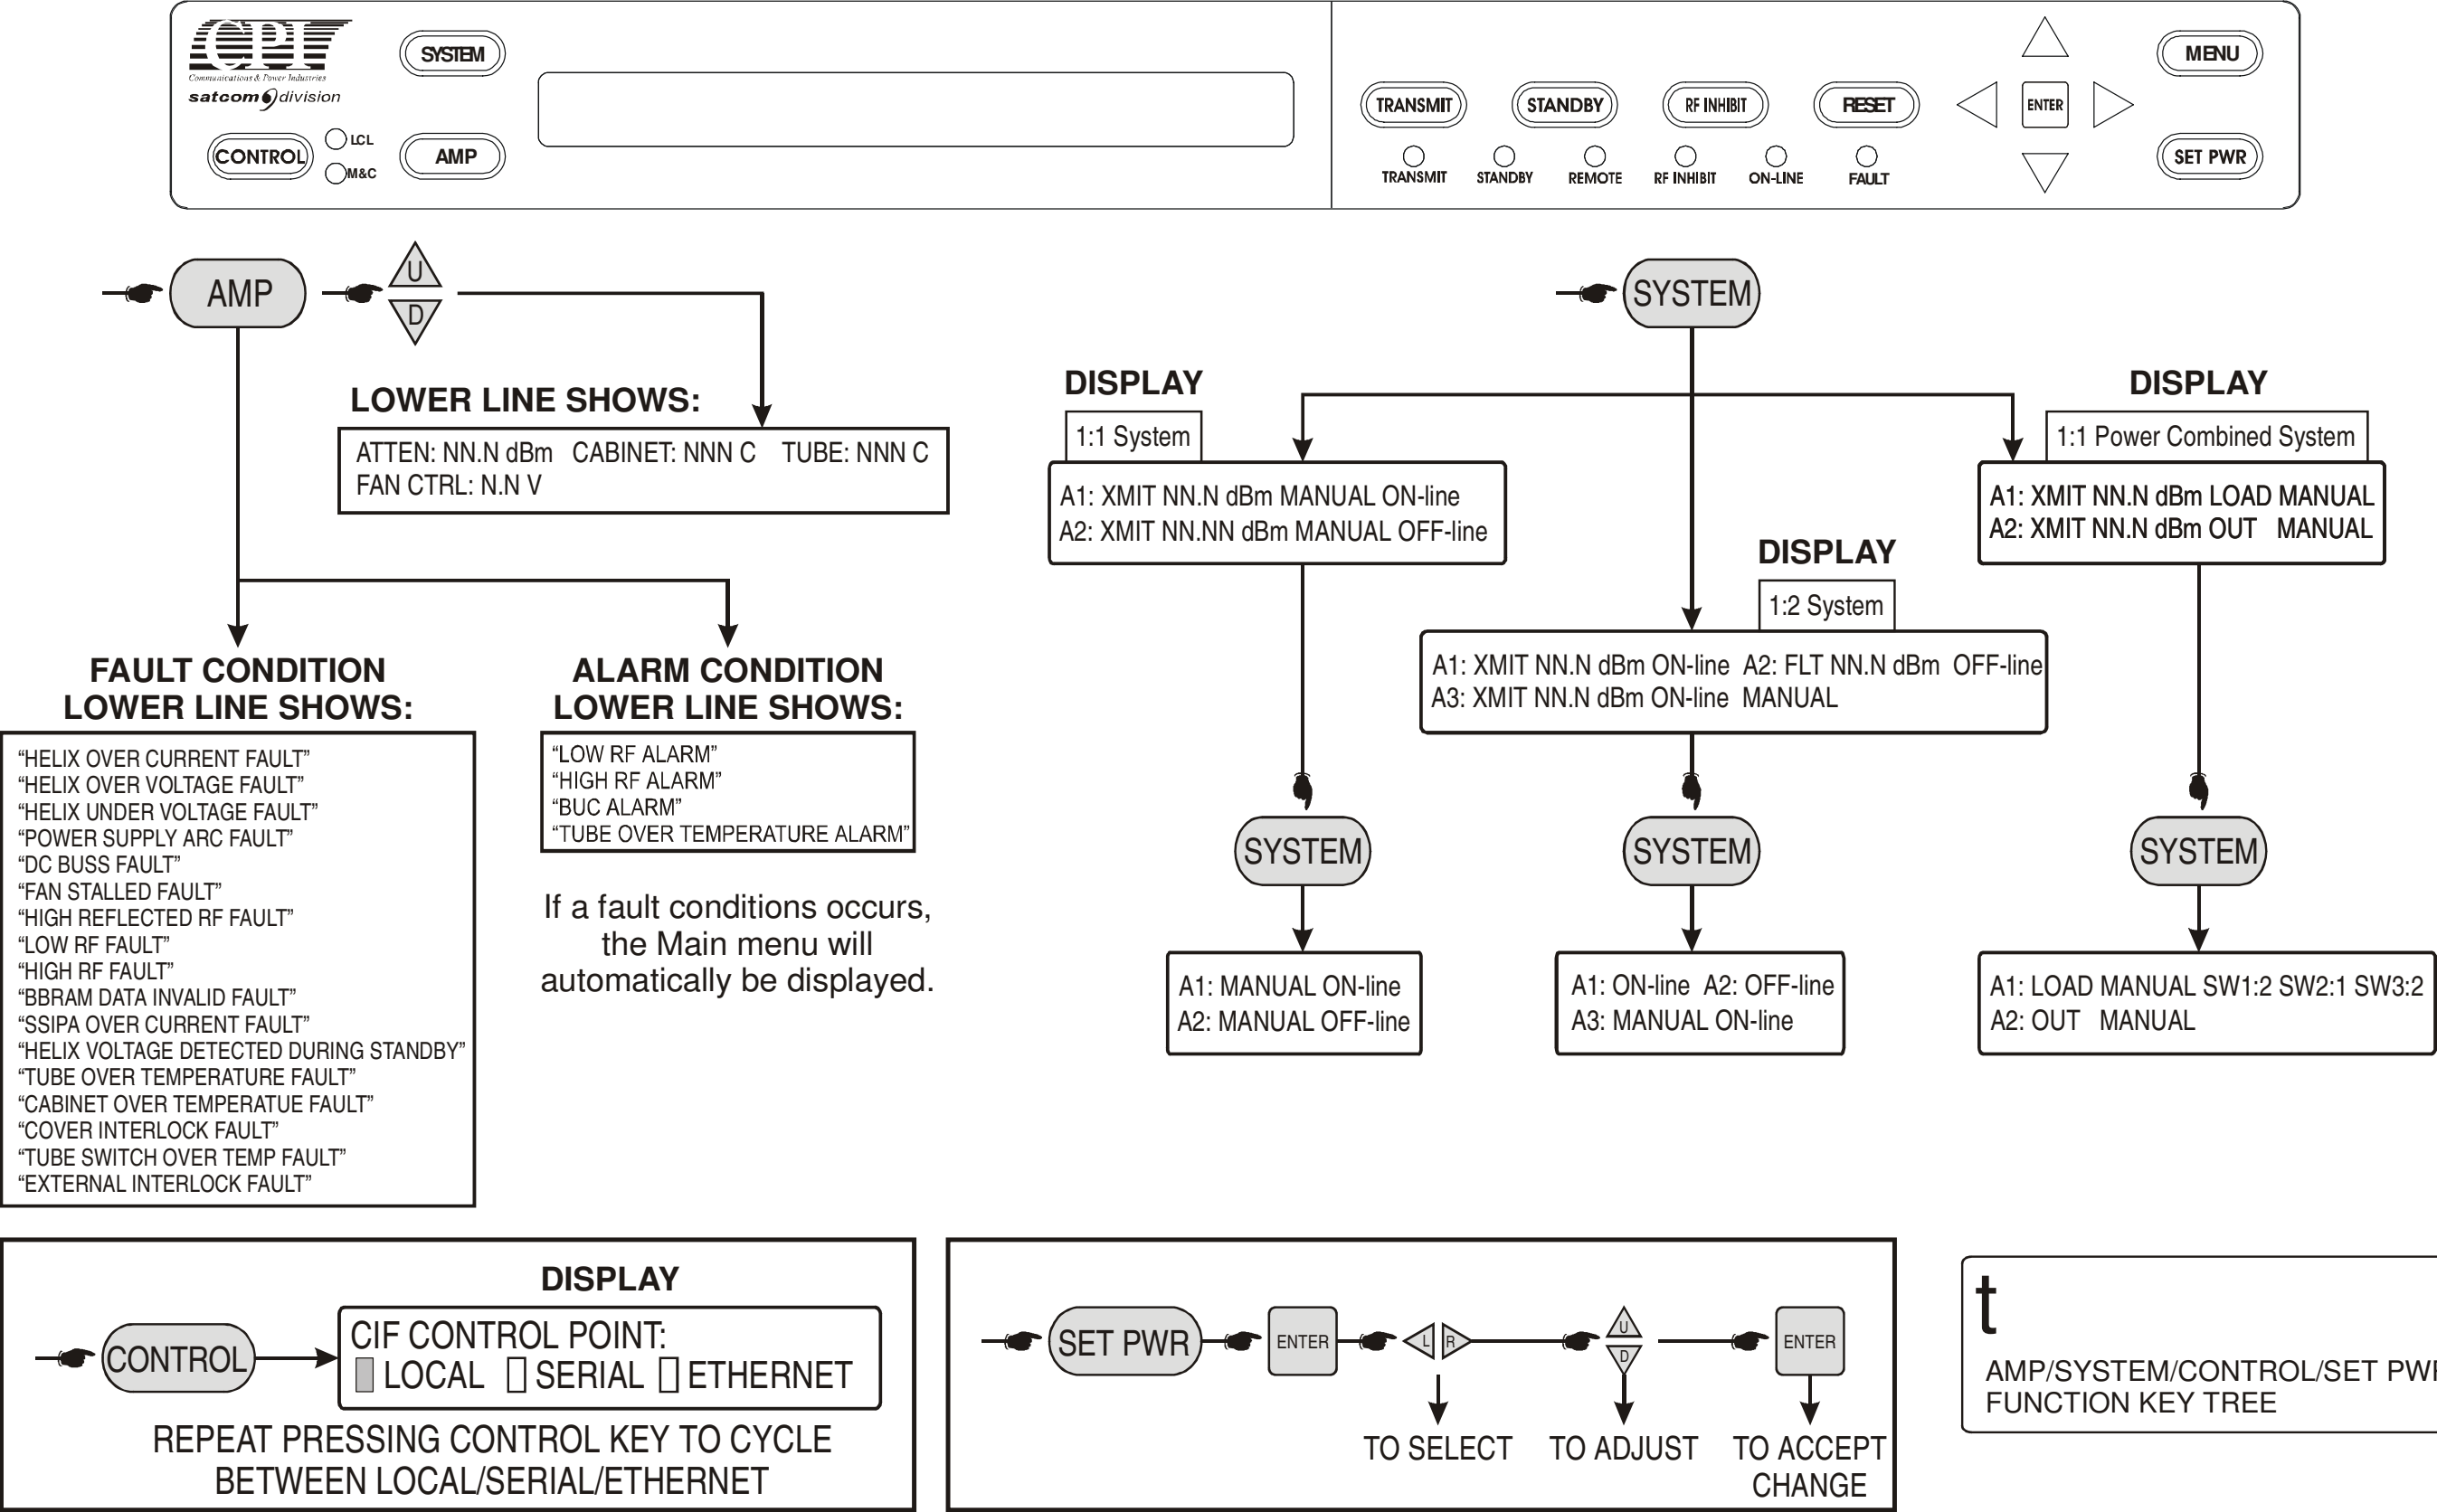 CPI
Communications & Power Industries
satcom division
SYSTEM
CONTROL
LCL
M&C
AMP
TRANSMIT
STANDBY
RF INHIBIT
RESET
TRANSMIT
STANDBY
REMOTE
RF INHIBIT
ON-LINE
FAULT
ENTER
MENU
SET PWR
AMP
U
D
LOWER LINE SHOWS:
ATTEN: NN.N dBm CABINET: NNN C TUBE: NNN C
FAN CTRL: N.N V
FAULT CONDITION
LOWER LINE SHOWS:
“HELIX OVER CURRENT FAULT”
“HELIX OVER VOLTAGE FAULT”
“HELIX UNDER VOLTAGE FAULT”
“POWER SUPPLY ARC FAULT”
“DC BUSS FAULT”
“FAN STALLED FAULT”
“HIGH REFLECTED RF FAULT”
“LOW RF FAULT”
“HIGH RF FAULT”
“BBRAM DATA INVALID FAULT”
“SSIPA OVER CURRENT FAULT”
“HELIX VOLTAGE DETECTED DURING STANDBY”
“TUBE OVER TEMPERATURE FAULT”
“CABINET OVER TEMPERATUE FAULT”
“COVER INTERLOCK FAULT”
“TUBE SWITCH OVER TEMP FAULT”
“EXTERNAL INTERLOCK FAULT”
ALARM CONDITION
LOWER LINE SHOWS:
“LOW RF ALARM”
“HIGH RF ALARM”
“BUC ALARM”
“TUBE OVER TEMPERATURE ALARM”
If a fault conditions occurs,
the Main menu will
automatically be displayed.
SYSTEM
DISPLAY
1:1 System
A1: XMIT NN.N dBm MANUAL ON-line
A2: XMIT NN.NN dBm MANUAL OFF-line
SYSTEM
A1: MANUAL ON-line
A2: MANUAL OFF-line
DISPLAY
1:2 System
A1: XMIT NN.N dBm ON-line A2: FLT NN.N dBm OFF-line
A3: XMIT NN.N dBm ON-line MANUAL
SYSTEM
A1: ON-line A2: OFF-line
A3: MANUAL ON-line
DISPLAY
1:1 Power Combined System
A1: XMIT NN.N dBm LOAD MANUAL
A2: XMIT NN.N dBm OUT MANUAL
SYSTEM
A1: LOAD MANUAL SW1:2 SW2:1 SW3:2
A2: OUT MANUAL
DISPLAY
CONTROL
CIF CONTROL POINT:
LOCAL SERIAL ETHERNET
REPEAT PRESSING CONTROL KEY TO CYCLE
BETWEEN LOCAL/SERIAL/ETHERNET
SET PWR
ENTER
L R
U
D
ENTER
TO SELECT
TO ADJUST
TO ACCEPT
CHANGE
t
AMP/SYSTEM/CONTROL/SET PWR
FUNCTION KEY TREE